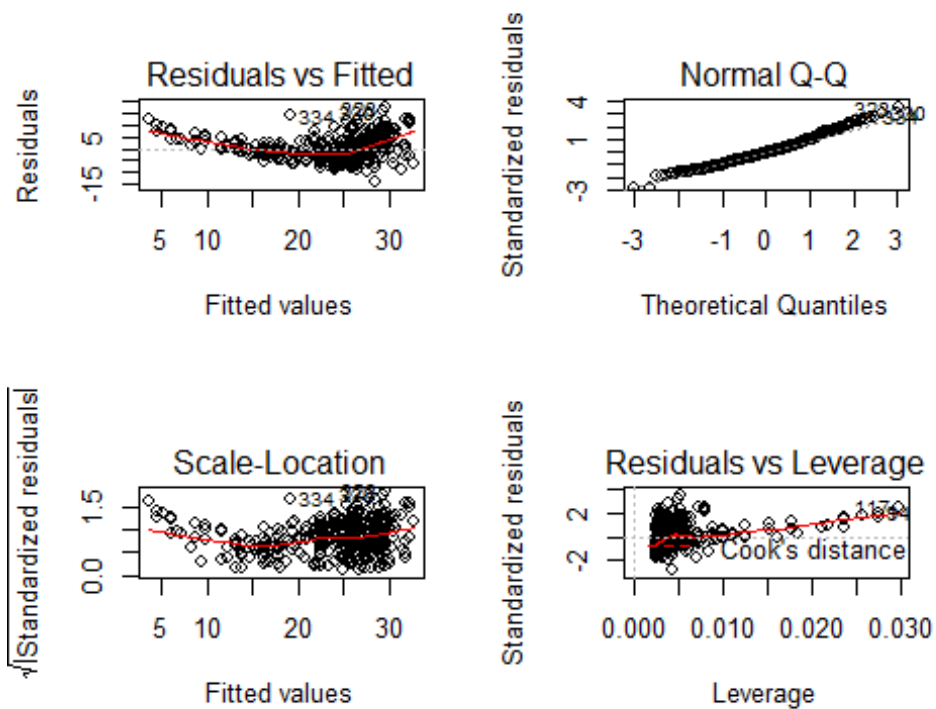 Residuals vs Fitted
Residuals
5
-15
334
5 10 20 30
Fitted values
Normal Q-Q
Standardized residuals
4
1
-3
-3 -1 0 1 2 3
Theoretical Quantiles
Scale-Location
√|Standardized residuals|
1.5
0.0
334
5 10 20 30
Fitted values
Residuals vs Leverage
Standardized residuals
2
-2
Cook's distance
0.000 0.010 0.020 0.030
Leverage